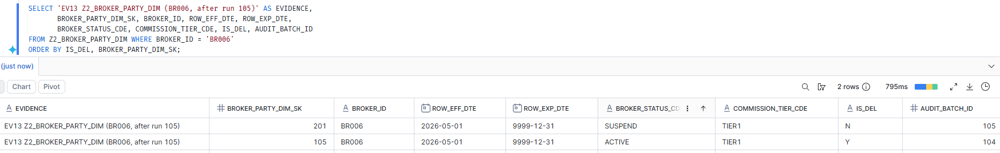 SELECT 'EV13 Z2_BROKER_PARTY_DIM (BR006, after run 105)' AS EVIDENCE,
BROKER_PARTY_DIM_SK, BROKER_ID, ROW_EFF_DTE, ROW_EXP_DTE,
BROKER_STATUS_CDE, COMMISSION_TIER_CDE, IS_DEL, AUDIT_BATCH_ID
FROM Z2_BROKER_PARTY_DIM WHERE BROKER_ID = 'BR006'
ORDER BY IS_DEL, BROKER_PARTY_DIM_SK;
(just now)
Chart Pivot 2 rows 795ms
EVIDENCE BROKER_PARTY_DIM_SK BROKER_ID ROW_EFF_DTE ROW_EXP_DTE BROKER_STATUS_CD COMMISSION_TIER_CDE IS_DEL AUDIT_BATCH_ID
EV13 Z2_BROKER_PARTY_DIM (BR006, after run 105) 201 BR006 2026-05-01 9999-12-31 SUSPEND TIER1 N 105
EV13 Z2_BROKER_PARTY_DIM (BR006, after run 105) 105 BR006 2026-05-01 9999-12-31 ACTIVE TIER1 Y 104